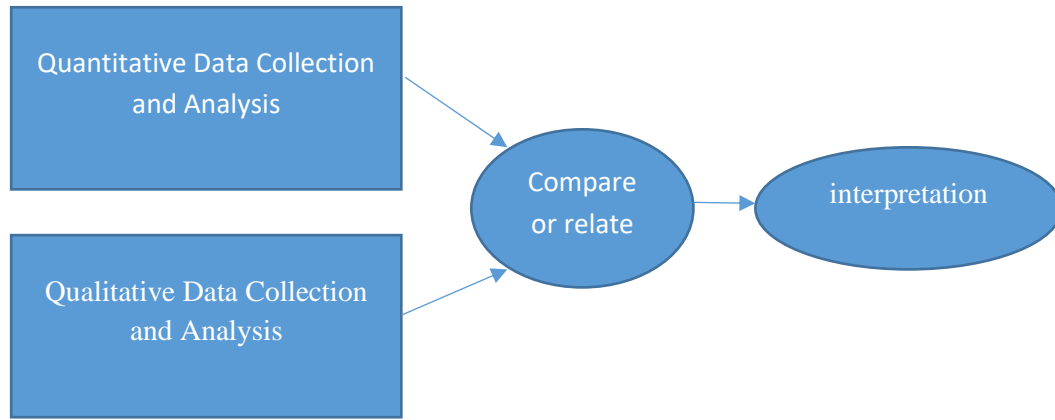 Quantitative Data Collection
and Analysis
Compare
or relate
interpretation
Qualitative Data Collection
and Analysis